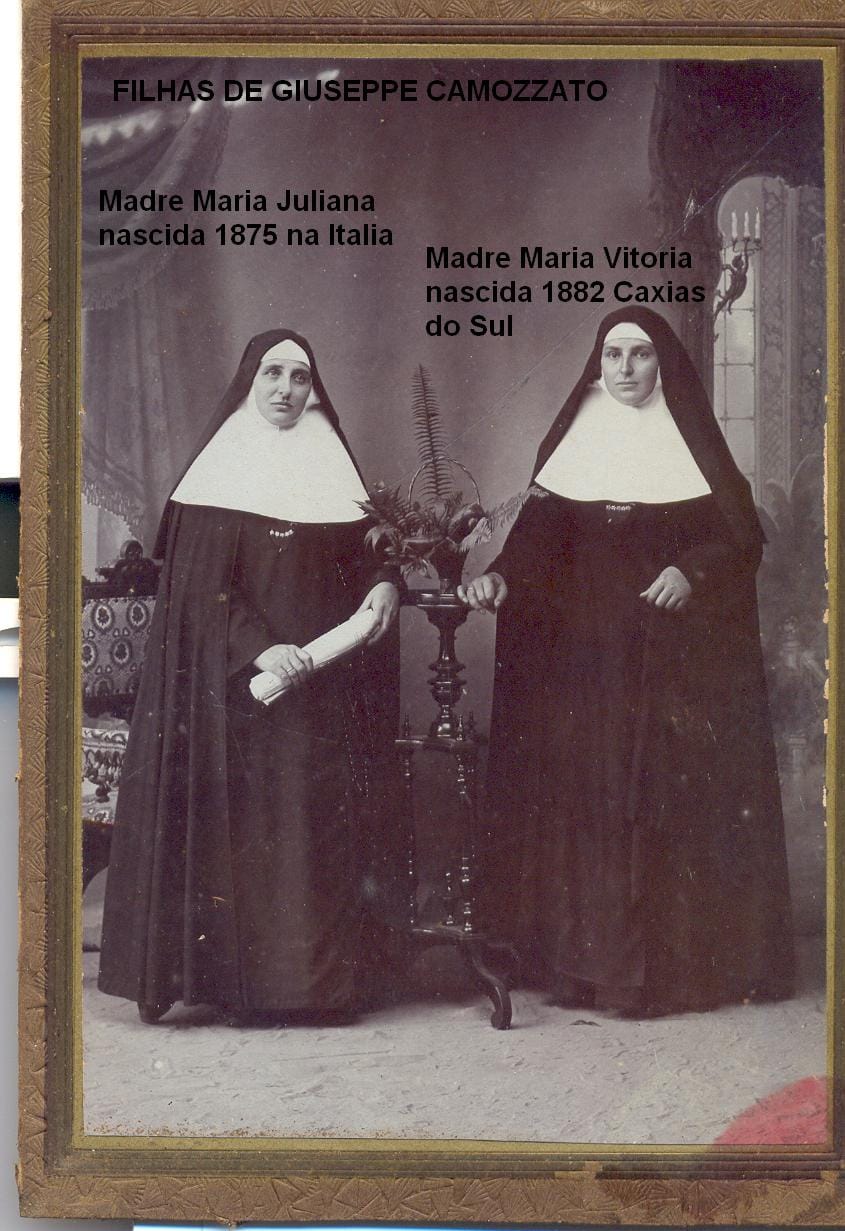 FILHAS DE GIUSEPPE CAMOZZATO
Madre Maria Juliana
nascida 1875 na Italia
Madre Maria Vitoria
nascida 1882 Caxias
do Sul